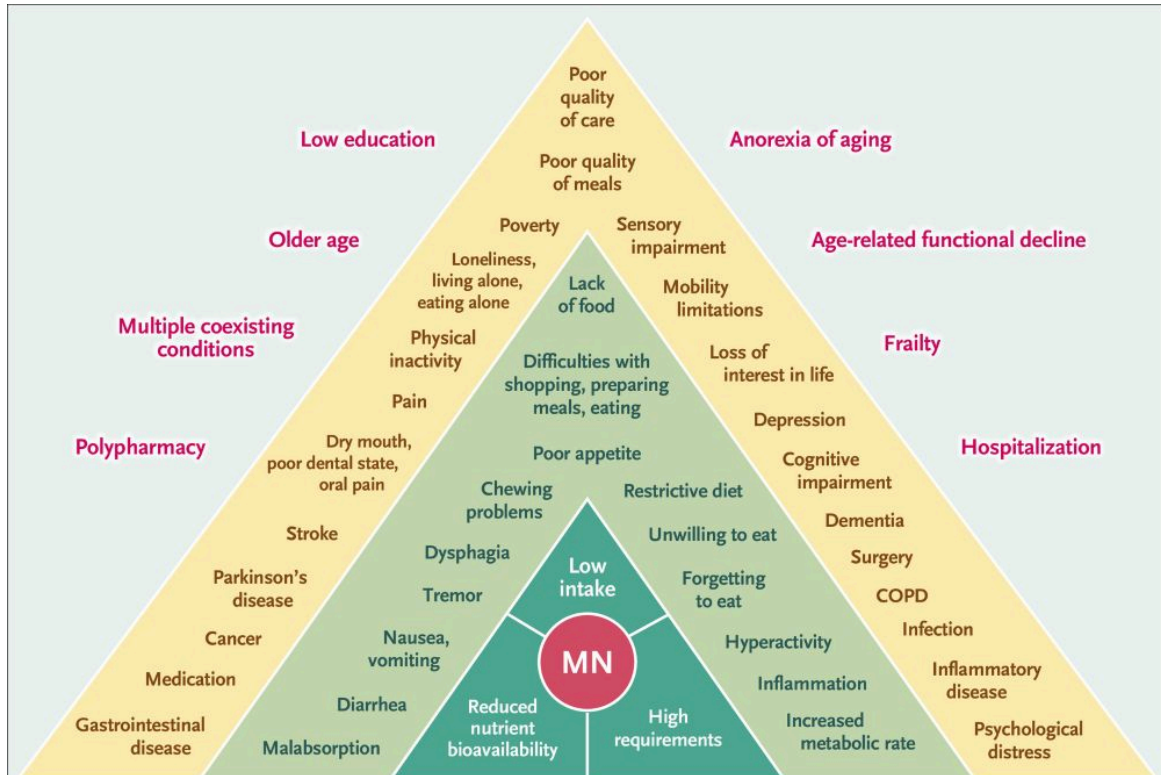 Poor
quality
of care
Low education
Anorexia of aging
Poor quality
of meals
Poverty
Sensory
impairment
Older age
Age-related functional decline
Loneliness,
living alone,
eating alone
Lack
of food
Mobility
limitations
Multiple coexisting
conditions
Physical
inactivity
Difficulties with
shopping, preparing
meals, eating
Loss of
interest in life
Frailty
Pain
Depression
Polypharmacy
Dry mouth,
poor dental state,
oral pain
Poor appetite
Cognitive
impairment
Hospitalization
Chewing
problems
Restrictive diet
Stroke
Unwilling to eat
Dementia
Dysphagia
Low
intake
Surgery
Parkinson's
disease
Tremor
Forgetting
to eat
COPD
Cancer
Nausea,
vomiting
MN
Hyperactivity
Infection
Medication
Diarrhea
Inflammation
Inflammatory
disease
Gastrointestinal
disease
Malabsorption
Reduced
nutrient
bioavailability
High
requirements
Increased
metabolic rate
Psychological
distress